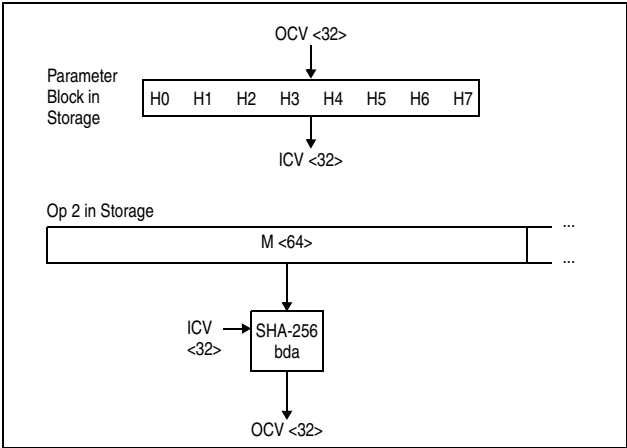 OCV <32>
Parameter
Block in
Storage
H0 H1 H2 H3 H4 H5 H6 H7
ICV <32>
Op 2 in Storage
M <64>
...
...
ICV
<32>
SHA-256
bda
OCV <32>